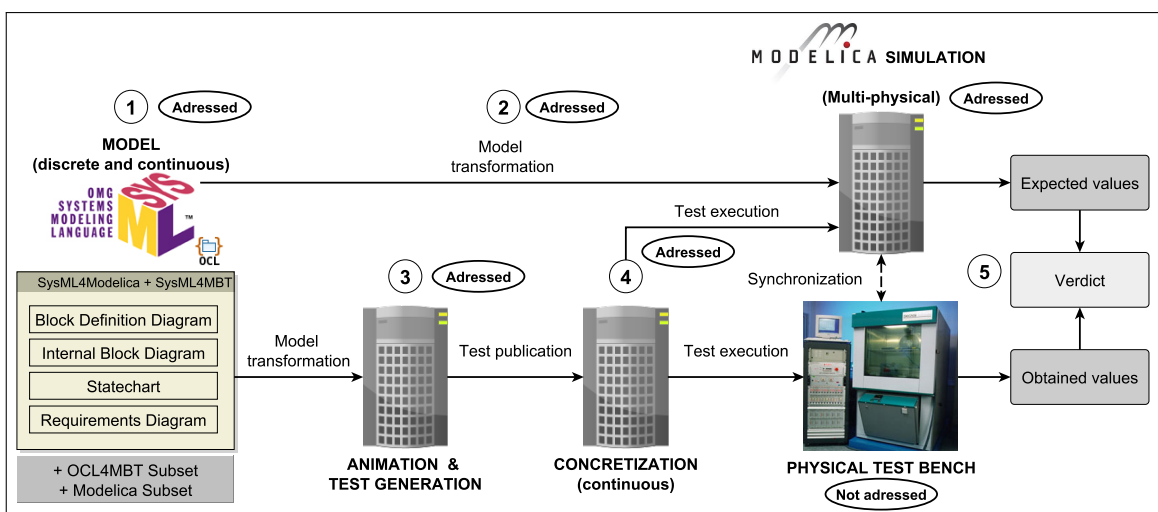 MODELICA SIMULATION
1 Adressed
2 Adressed
(Multi-physical) Adressed
MODEL
(discrete and continuous)
Model
transformation
OMG
SYSTEMS
MODELING
LANGUAGE
SYS
ML™
OCL
Expected values
Test execution
3 Adressed
4 Adressed
Synchronization
5
Verdict
SysML4Modelica + SysML4MBT
Block Definition Diagram
Internal Block Diagram
Statechart
Requirements Diagram
Model
transformation
Test publication
Test execution
Obtained values
+ OCL4MBT Subset
+ Modelica Subset
ANIMATION &
TEST GENERATION
CONCRETIZATION
(continuous)
PHYSICAL TEST BENCH
Not adressed